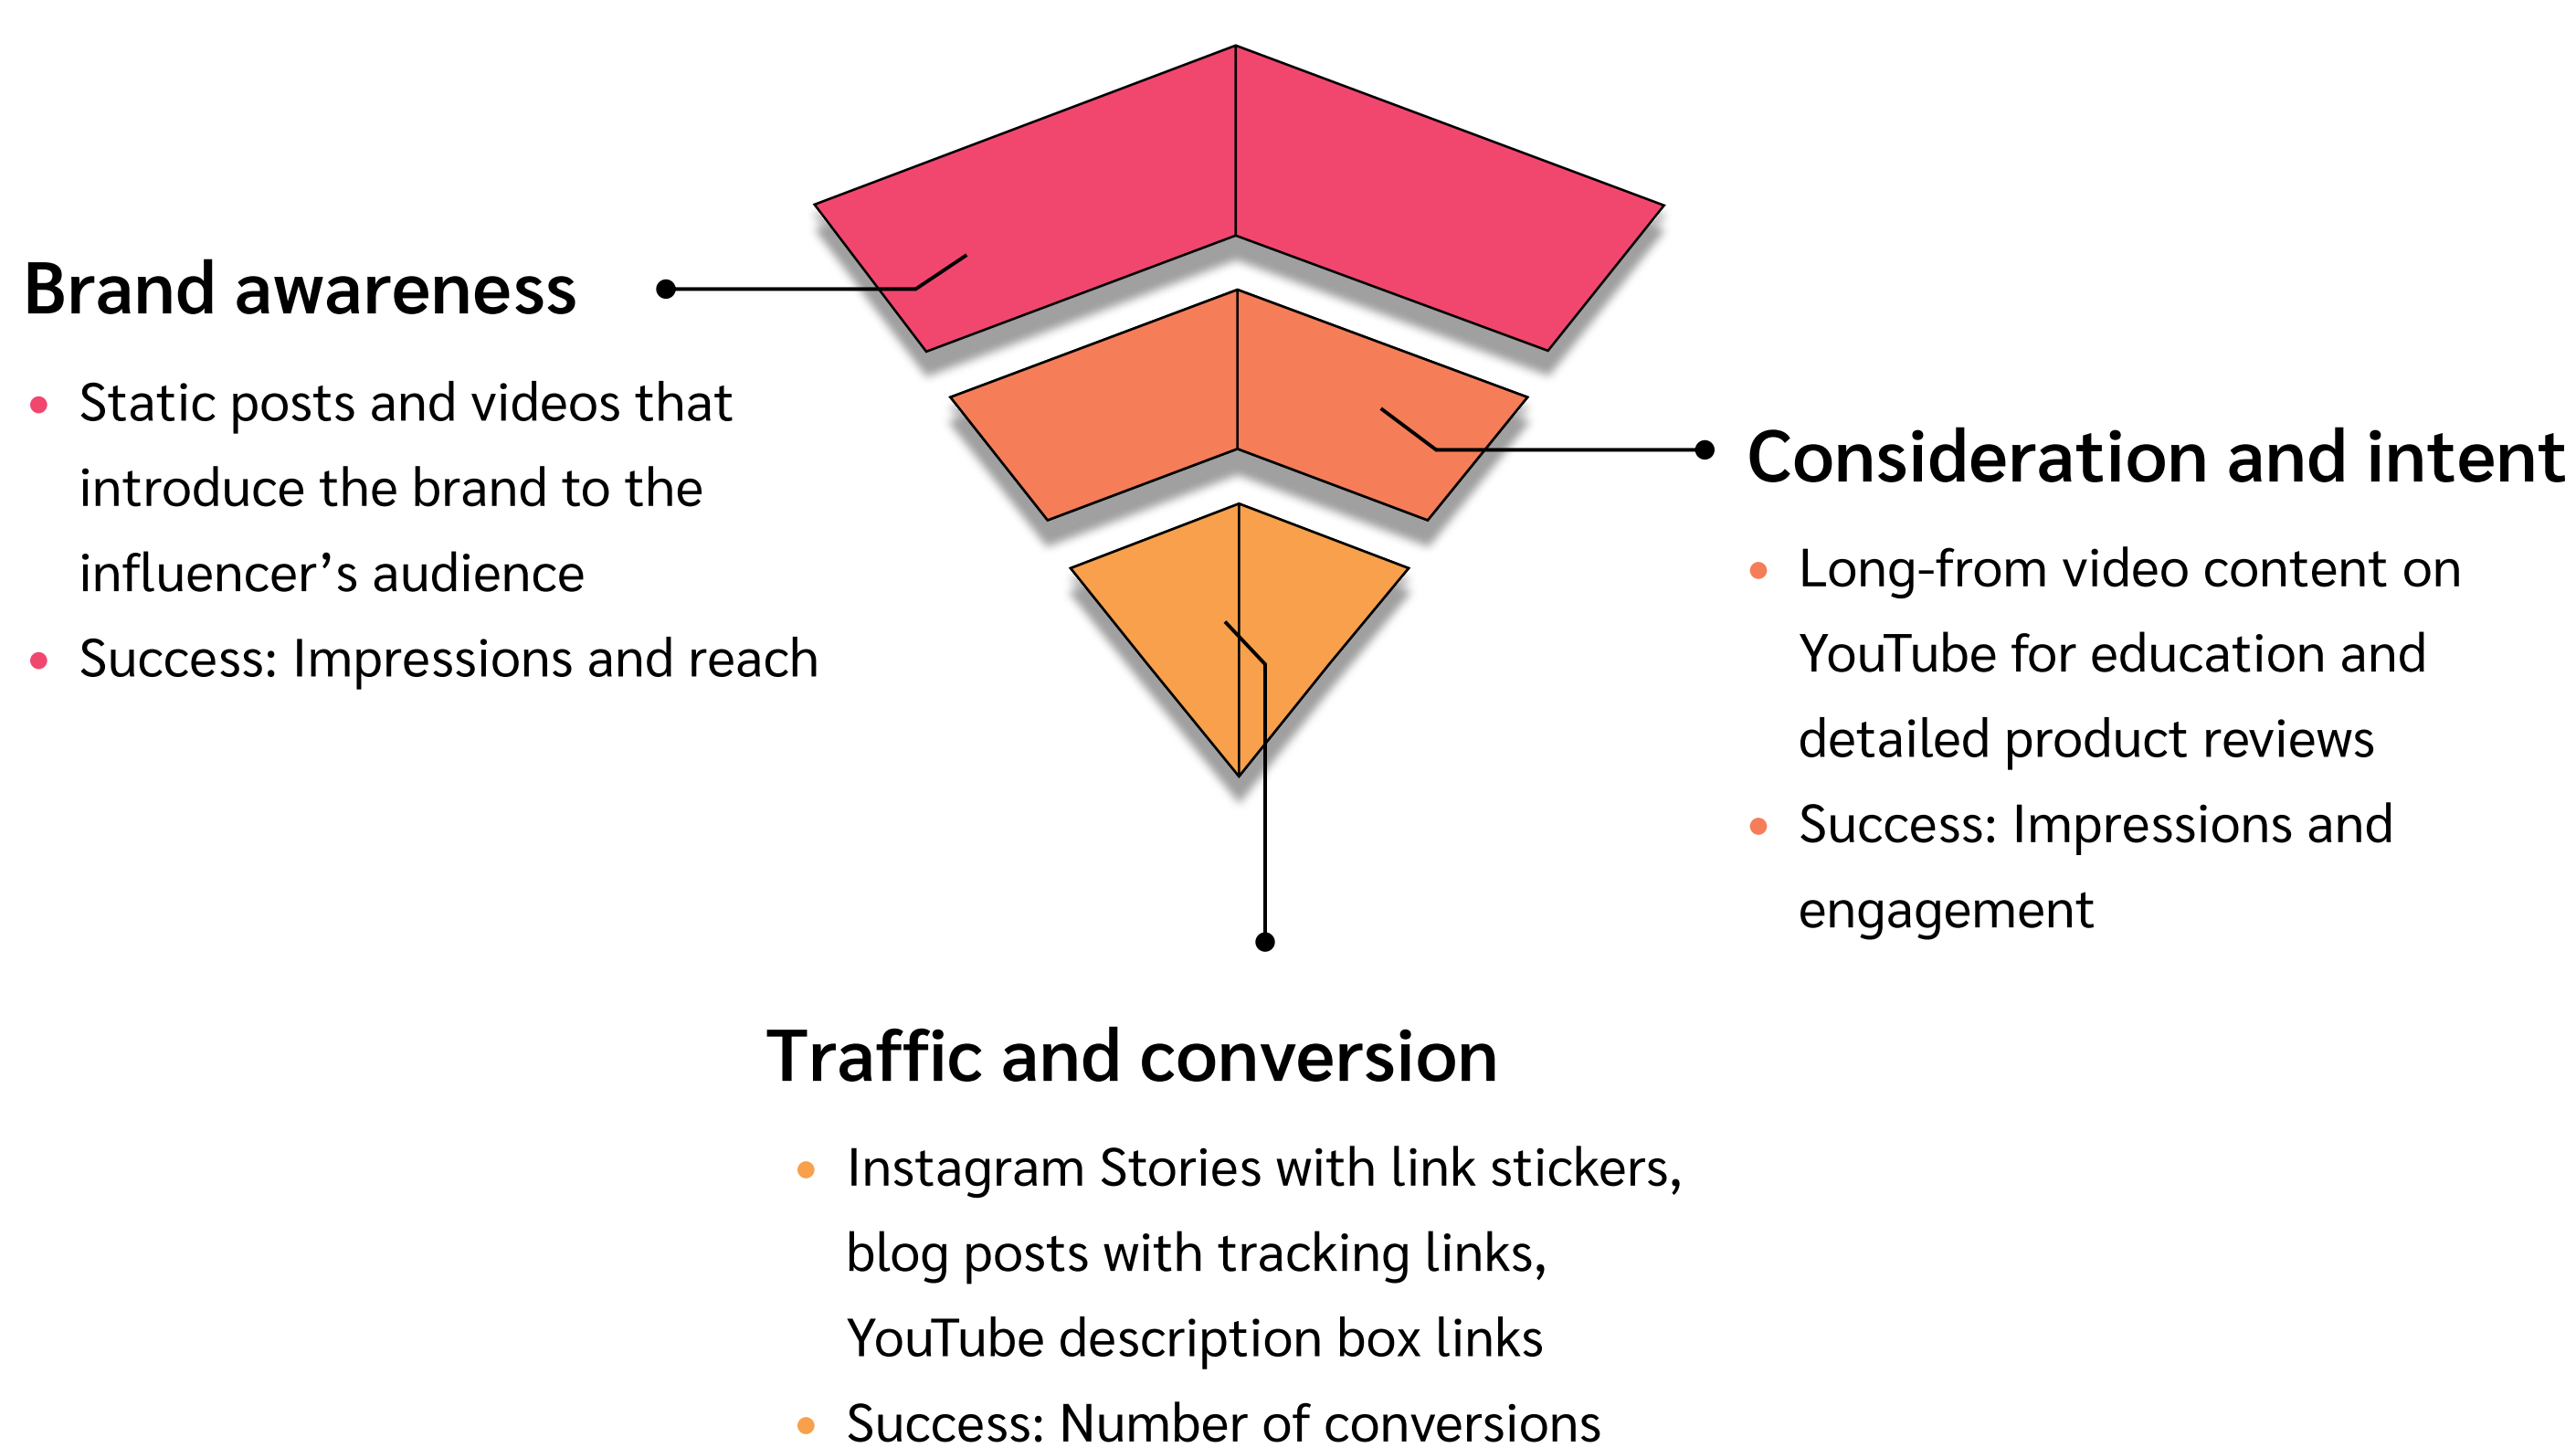 Brand awareness
Static posts and videos that
introduce the brand to the
influencer’s audience
Success: Impressions and reach
Consideration and intent
Long-from video content on
YouTube for education and
detailed product reviews
Success: Impressions and
engagement
Traffic and conversion
Instagram Stories with link stickers,
blog posts with tracking links,
YouTube description box links
Success: Number of conversions